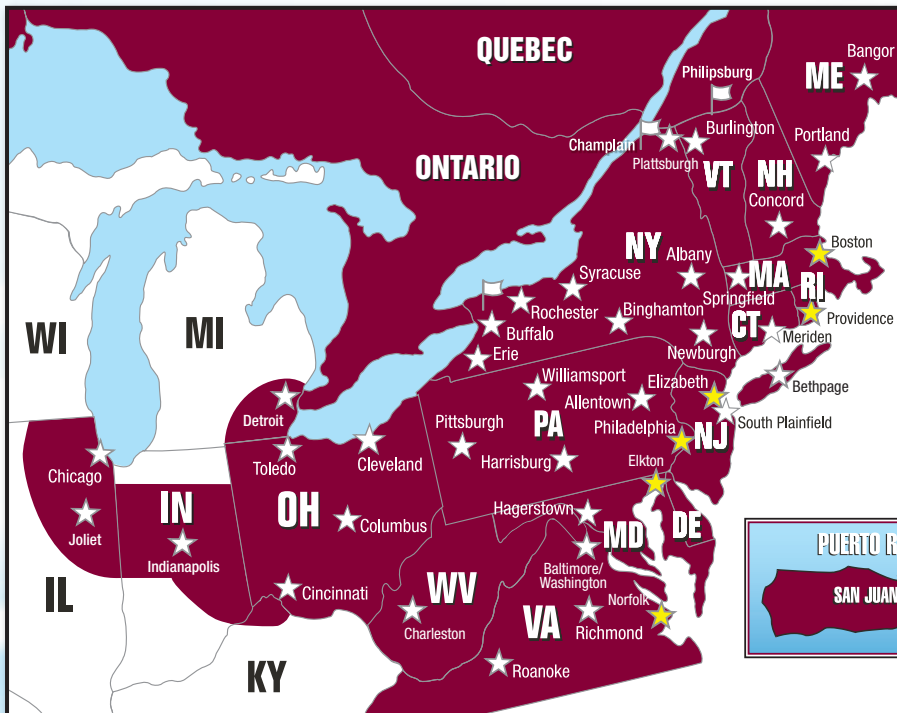 QUEBEC
Bangor
ME
Philipsburg
Champlain
Burlington
Portland
Plattsburgh
ONTARIO
VT
NH
Concord
NY
Albany
Boston
Syracuse
MA
Springfield
RI
Rochester
Binghamton
CT
Providence
WI
MI
Buffalo
Meriden
Erie
Newburgh
Bethpage
Williamsport
Elizabeth
Allentown
Detroit
Pittsburgh
PA
Philadelphia
NJ
South Plainfield
Chicago
Toledo
Cleveland
Harrisburg
Elkton
IN
OH
Hagerstown
Joliet
Columbus
MD
DE
Indianapolis
Baltimore/
Washington
PUERTO R
IL
Cincinnati
WV
Norfolk
SAN JUAN
Charleston
VA
Richmond
KY
Roanoke